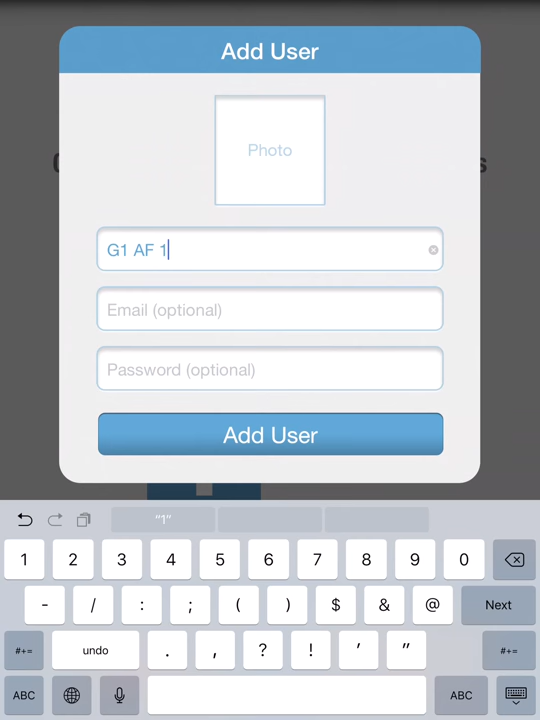 Add User
Photo
G1 AF 1
Email (optional)
Password (optional)
Add User
"1"
1 2 3 4 5 6 7 8 9 0
- / : ; ( ) $ & @ Next
#+= undo . , ? ! ' " #+=
ABC ABC